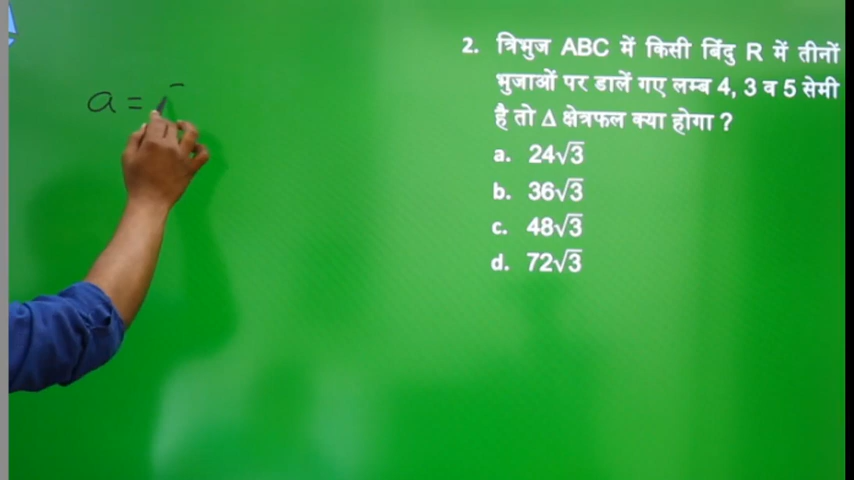 a =
2. त्रिभुज ABC में किसी बिंदु R में तीनों
भुजाओं पर डालें गए लम्ब 4, 3 व 5 सेमी
है तो Δ क्षेत्रफल क्या होगा ?
a. 24√3
b. 36√3
c. 48√3
d. 72√3